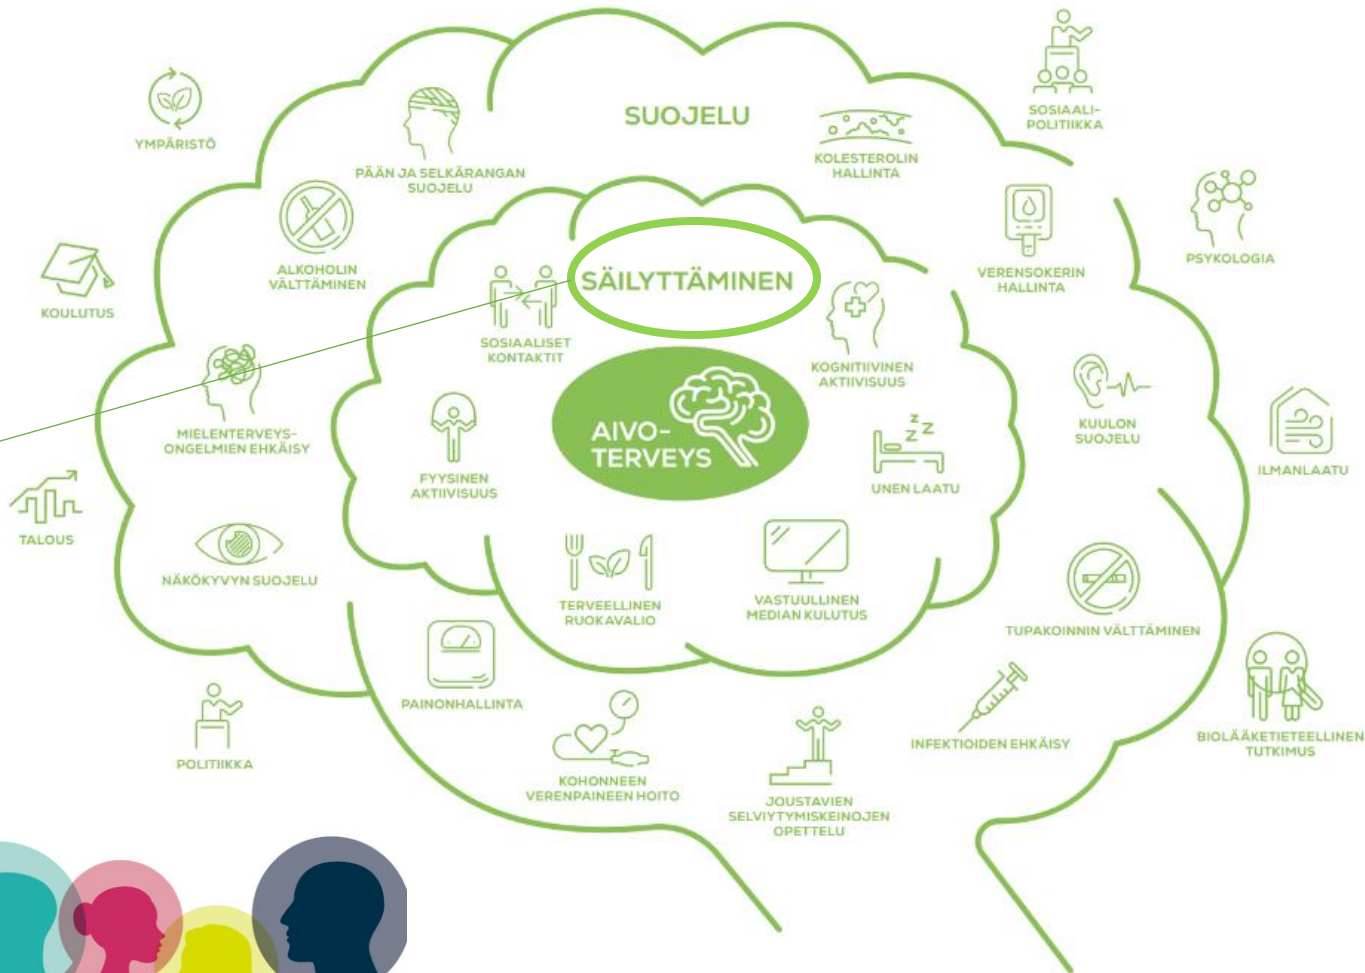 SOSIAALI-
POLITIIKKA
YMPÄRISTÖ
SUOJELU
PÄÄN JA SELKÄRANGAN
SUOJELU
KOLESTEROLIN
HALLINTA
PSYKOLOGIA
ALKOHOLIN
VÄLTTÄMINEN
VERENSOKERIN
HALLINTA
KOULUTUS
SÄILYTTÄMINEN
SOSIAALISET
KONTAKTIT
KOGNITIIVINEN
AKTIIVISUUS
MIELENTERVEYS-
ONGELMIEN EHKÄISY
KUULON
SUOJELU
AIVO-
TERVEYS
ILMANLAATU
FYYSINEN
AKTIIVISUUS
Z Z Z
UNEN LAATU
TALOUS
NÄKÖKYVYN SUOJELU
TERVEELLINEN
RUOKAVALIO
VASTUULLINEN
MEDIAN KULUTUS
TUPAKOINNIN VÄLTTÄMINEN
PAINONHALLINTA
POLITIIKKA
INFEKTIOIDEN EHKÄISY
BIOLÄÄKETIETEELLINEN
TUTKIMUS
KOHONNEEN
VERENPAINEEN HOITO
JOUSTAVIEN
SELVIYTYMISKEINOJEN
OPETTELU